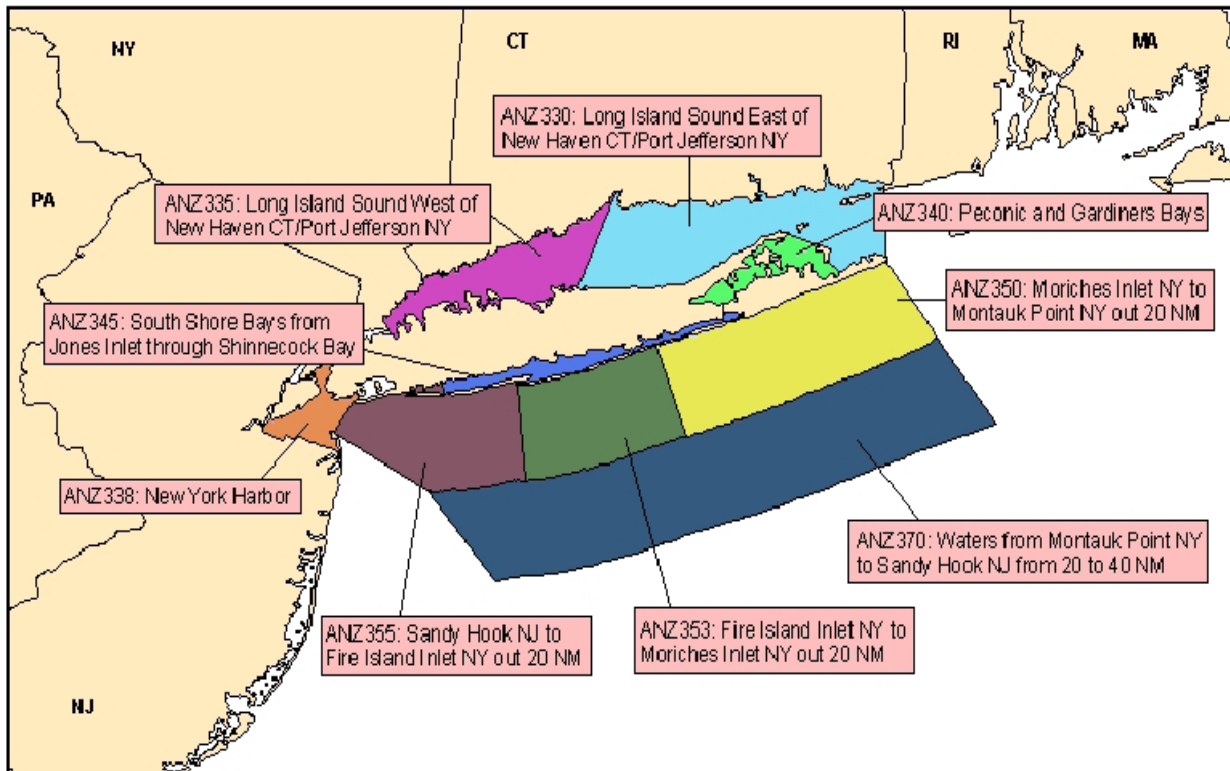 NY
CT
RI
MA
ANZ330: Long Island Sound East of
New Haven CT/Port Jefferson NY
PA
ANZ335: Long Island Sound West of
New Haven CT/Port Jefferson NY
ANZ340: Peconic and Gardiners Bays
ANZ350: Moriches Inlet NY to
Montauk Point NY out 20 NM
ANZ345: South Shore Bays from
Jones Inlet through Shinnecock Bay
ANZ338: New York Harbor
ANZ370: Waters from Montauk Point NY
to Sandy Hook NJ from 20 to 40 NM
ANZ355: Sandy Hook NJ to
Fire Island Inlet NY out 20 NM
ANZ353: Fire Island Inlet NY to
Moriches Inlet NY out 20 NM
NJ